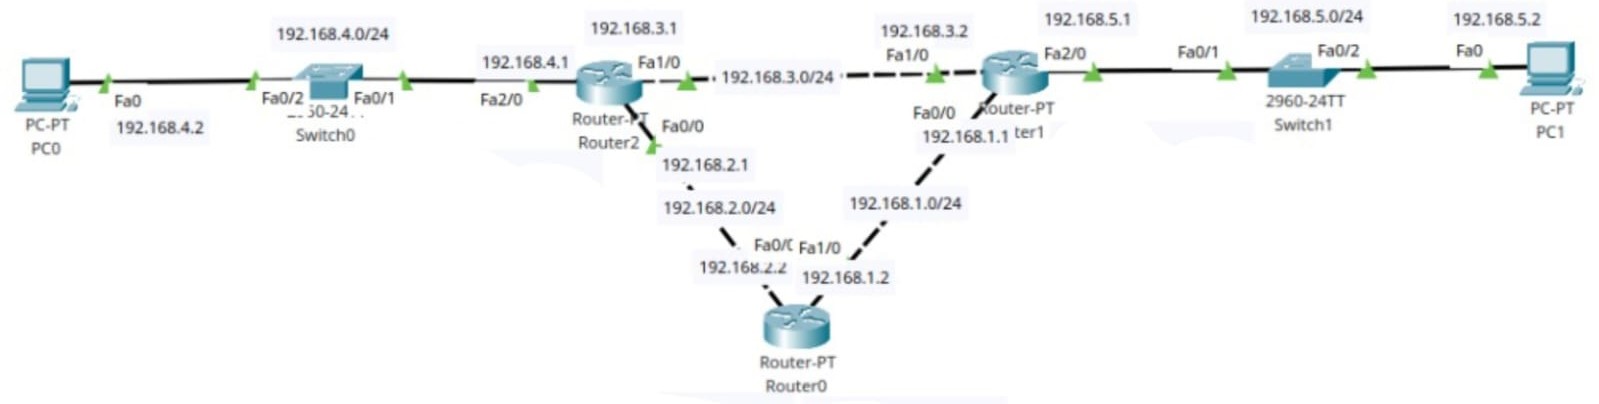 192.168.4.0/24
192.168.3.1
192.168.3.2
192.168.5.1
192.168.5.0/24
192.168.5.2
192.168.4.1
Fa1/0
192.168.3.0/24
Fa1/0
Fa2/0
Fa0/1
Fa0/2
Fa0
Fa0
192.168.4.2
Fa0/2
Fa0/1
Fa2/0
PC-PT
PC0
Switch0
Router-PT
Router2
Fa0/0
192.168.2.1
192.168.2.0/24
Fa0/0
192.168.1.1
Router-PT
192.168.1.0/24
2960-24TT
Switch1
PC-PT
PC1
Fa1/0
192.168.2.2
192.168.1.2
Router-PT
Router0